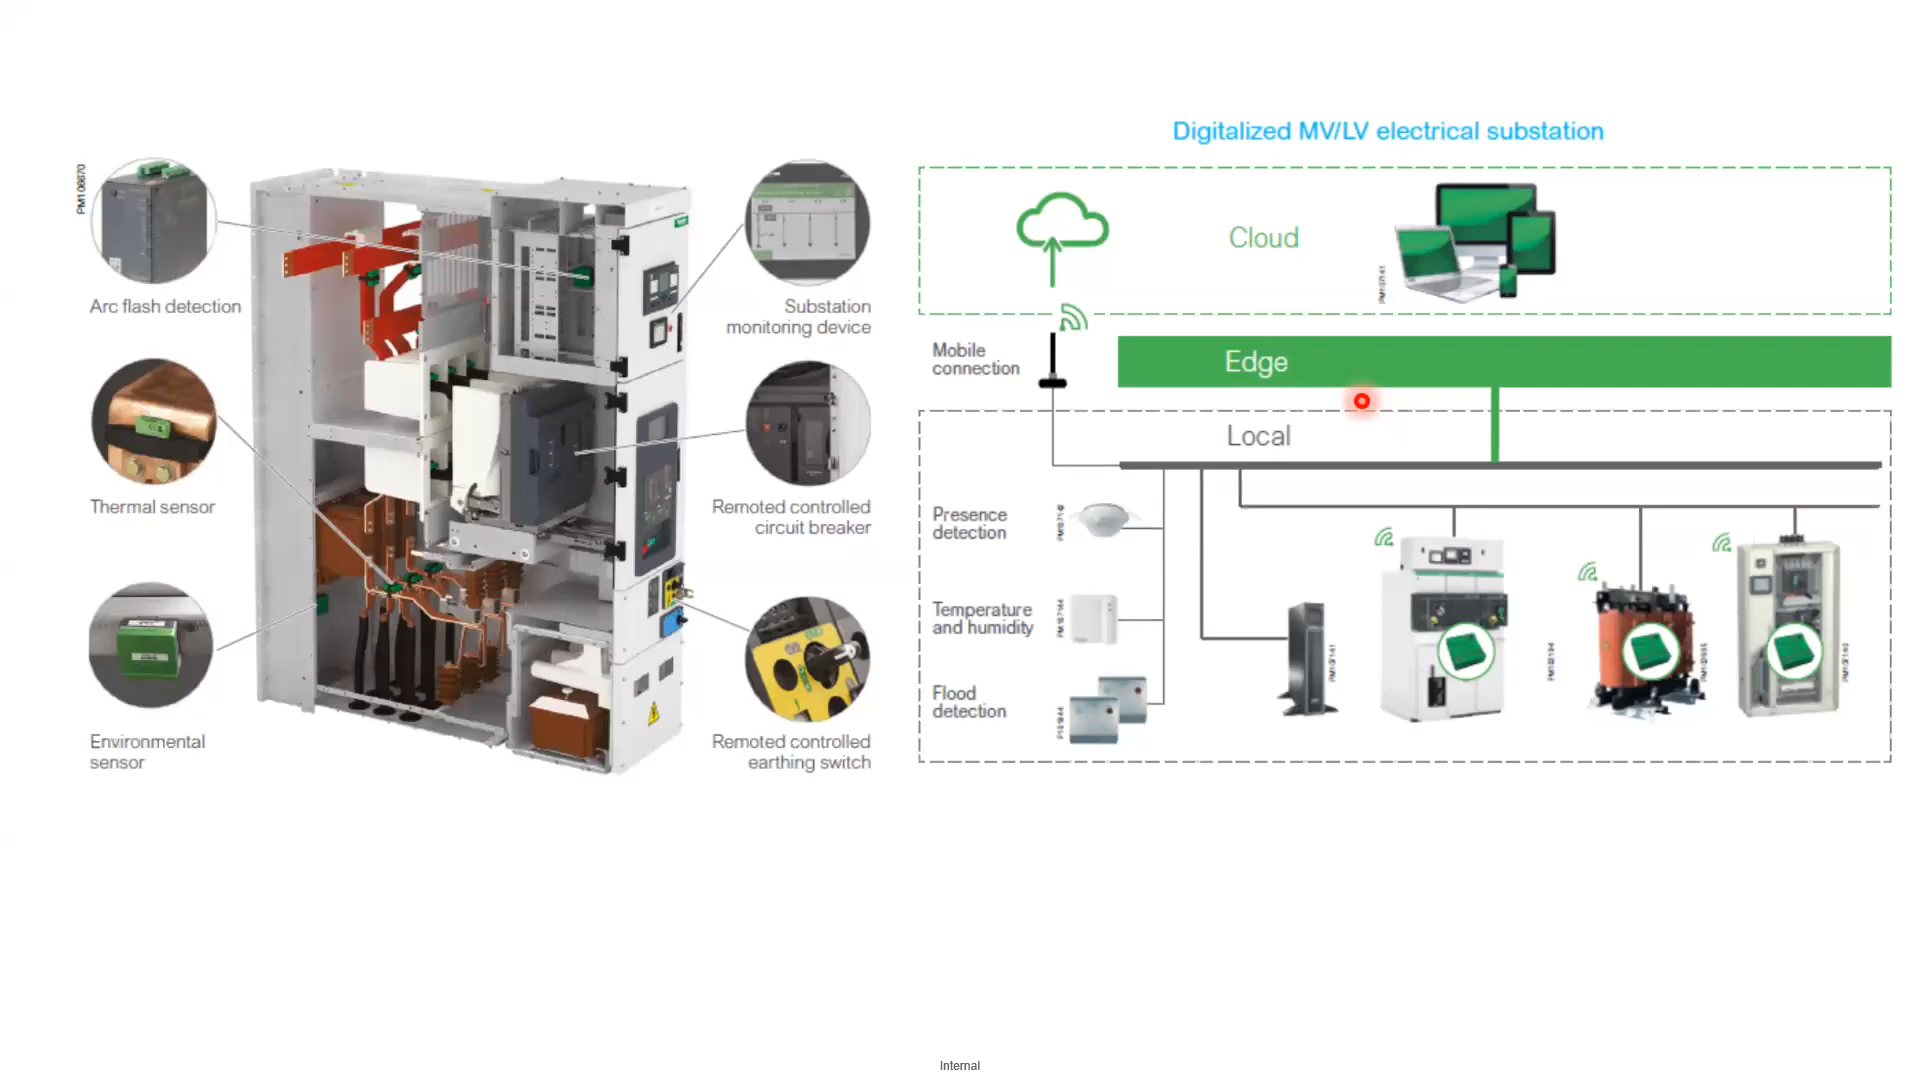 PM106670
Arc flash detection
Thermal sensor
Environmental
sensor
Substation
monitoring device
Remoted controlled
circuit breaker
Remoted controlled
earthing switch
Digitalized MV/LV electrical substation
Cloud
Mobile
connection
Edge
Local
Presence
detection
Temperature
and humidity
Flood
detection
Internal